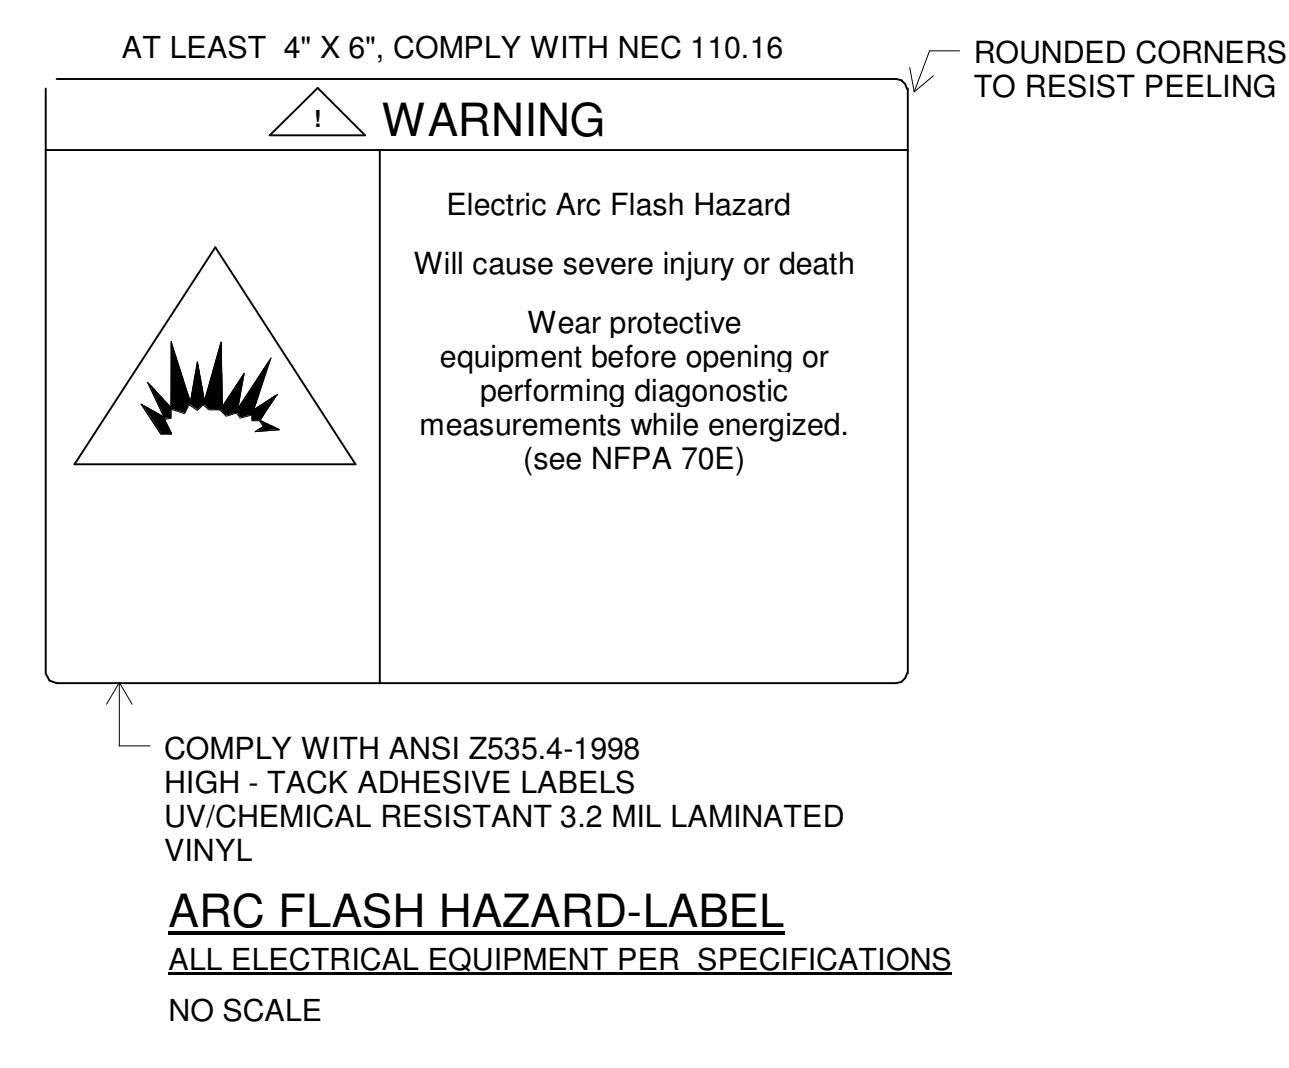 AT LEAST  4" X 6", COMPLY WITH NEC 110.16
ROUNDED CORNERS
TO RESIST PEELING
! WARNING
Electric Arc Flash Hazard
Will cause severe injury or death
Wear protective
equipment before opening or
performing diagonostic
measurements while energized.
(see NFPA 70E)
COMPLY WITH ANSI Z535.4-1998
HIGH - TACK ADHESIVE LABELS
UV/CHEMICAL RESISTANT 3.2 MIL LAMINATED
VINYL
ARC FLASH HAZARD-LABEL
ALL ELECTRICAL EQUIPMENT PER  SPECIFICATIONS
NO SCALE